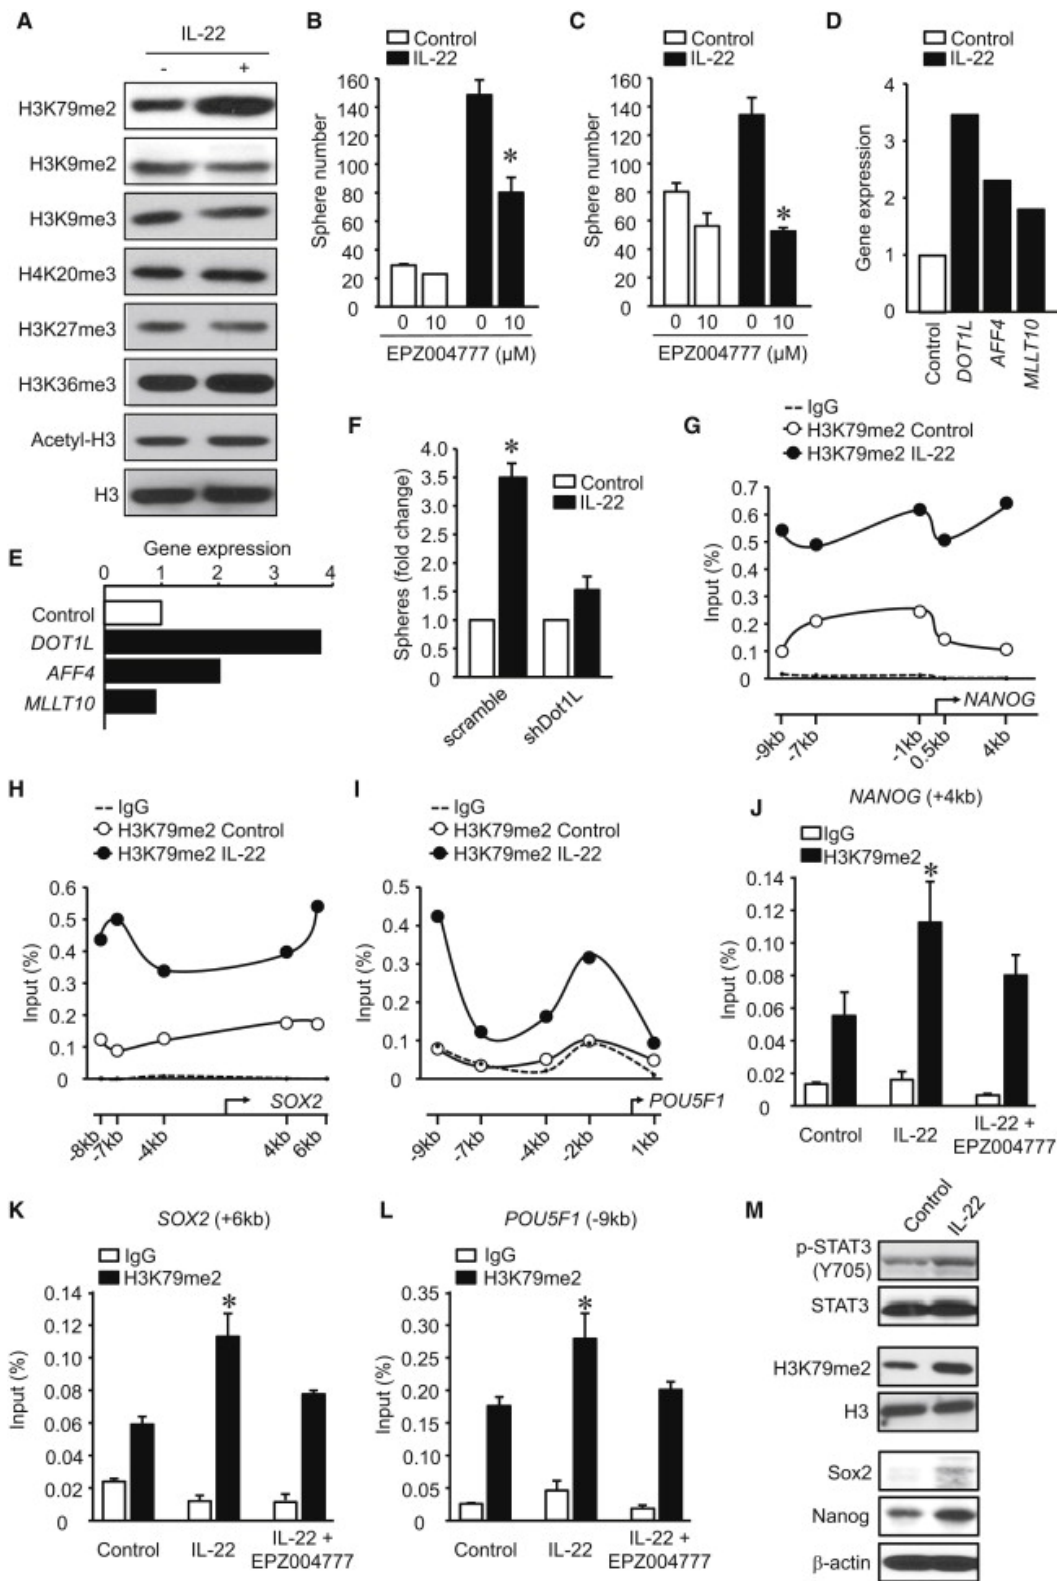 A
IL-22
- +
H3K79me2
H3K9me2
H3K9me3
H4K20me3
H3K27me3
H3K36me3
Acetyl-H3
H3
B
Control
IL-22
Sphere number
160
140
120
100
80
60
40
20
0
*
0 10 0 10
EPZ004777 (μM)
C
Control
IL-22
Sphere number
160
140
120
100
80
60
40
20
0
*
0 10 0 10
EPZ004777 (μM)
D
Control
IL-22
Gene expression
4
3
2
1
0
Control
DOT1L
AFF4
MLLT10
E
Gene expression
0 1 2 3 4
Control
DOT1L
AFF4
MLLT10
F
Spheres (fold change)
4.0
3.5
3.0
2.5
2.0
1.5
1.0
0.5
0
*
Control
IL-22
scramble
shDot1L
G
IgG
H3K79me2 Control
H3K79me2 IL-22
Input (%)
0.7
0.6
0.5
0.4
0.3
0.2
0.1
0
NANOG
-9kb
-7kb
-1kb
0.5kb
4kb
H
IgG
H3K79me2 Control
H3K79me2 IL-22
Input (%)
0.6
0.5
0.4
0.3
0.2
0.1
0
SOX2
-8kb
-7kb
-4kb
4kb
6kb
I
IgG
H3K79me2 Control
H3K79me2 IL-22
Input (%)
0.5
0.4
0.3
0.2
0.1
0
POU5F1
-9kb
-7kb
-4kb
-2kb
1kb
J
NANOG (+4kb)
IgG
H3K79me2
Input (%)
0.14
0.12
0.10
0.08
0.06
0.04
0.02
0
*
Control IL-22 IL-22 +
EPZ004777
K
SOX2 (+6kb)
IgG
H3K79me2
Input (%)
0.14
0.12
0.10
0.08
0.06
0.04
0.02
0
*
Control IL-22 IL-22 +
EPZ004777
L
POU5F1 (-9kb)
IgG
H3K79me2
Input (%)
0.35
0.30
0.25
0.20
0.15
0.10
0.05
0
*
Control IL-22 IL-22 +
EPZ004777
M
Control
IL-22
p-STAT3
(Y705)
STAT3
H3K79me2
H3
Sox2
Nanog
β-actin